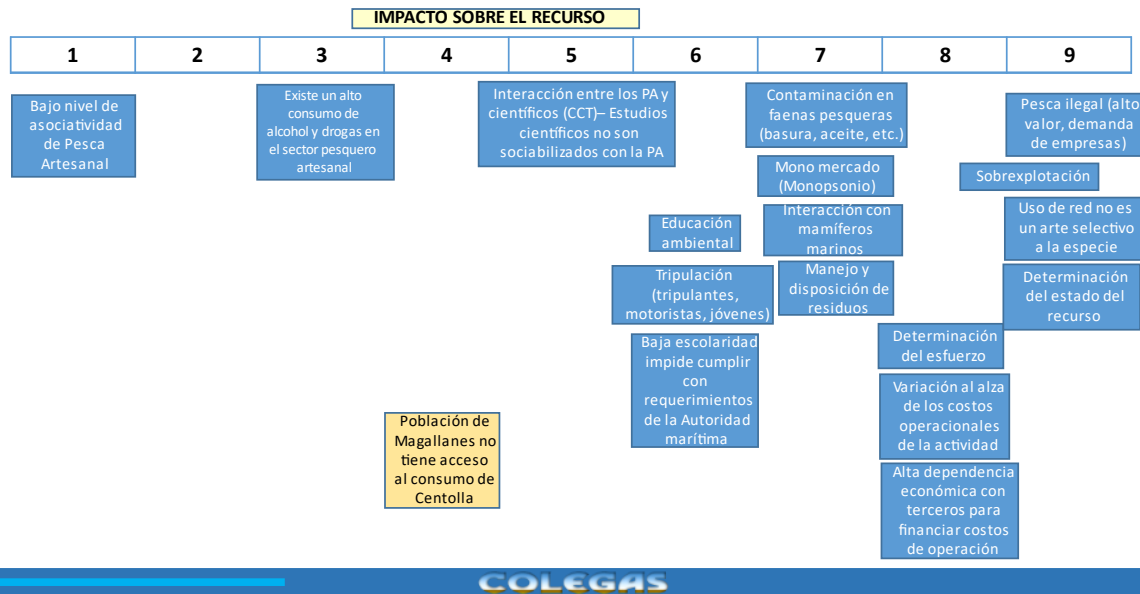 IMPACTO SOBRE EL RECURSO
1 2 3 4 5 6 7 8 9
Bajo nivel de
asociatividad
de Pesca
Artesanal
Existe un alto
consumo de
alcohol y drogas en
el sector pesquero
artesanal
Población de
Magallanes no
tiene acceso
al consumo de
Centolla
Interacción entre los PA y
científicos (CCT)– Estudios
científicos no son
sociabilizados con la PA
Educación
ambiental
Tripulación
(tripulantes,
motoristas, jóvenes)
Baja escolaridad
impide cumplir
con
requerimientos
de la Autoridad
marítima
Contaminación en
faenas pesqueras
(basura, aceite, etc.)
Mono mercado
(Monopsonio)
Interacción con
mamíferos
marinos
Manejo y
disposición de
residuos
Determinación
del esfuerzo
Variación al alza
de los costos
operacionales
de la actividad
Alta dependencia
económica con
terceros para
financiar costos
de operación
Pesca ilegal (alto
valor, demanda
de empresas)
Sobrexplotación
Uso de red no es
un arte selectivo
a la especie
Determinación
del estado del
recurso
COLEGAS